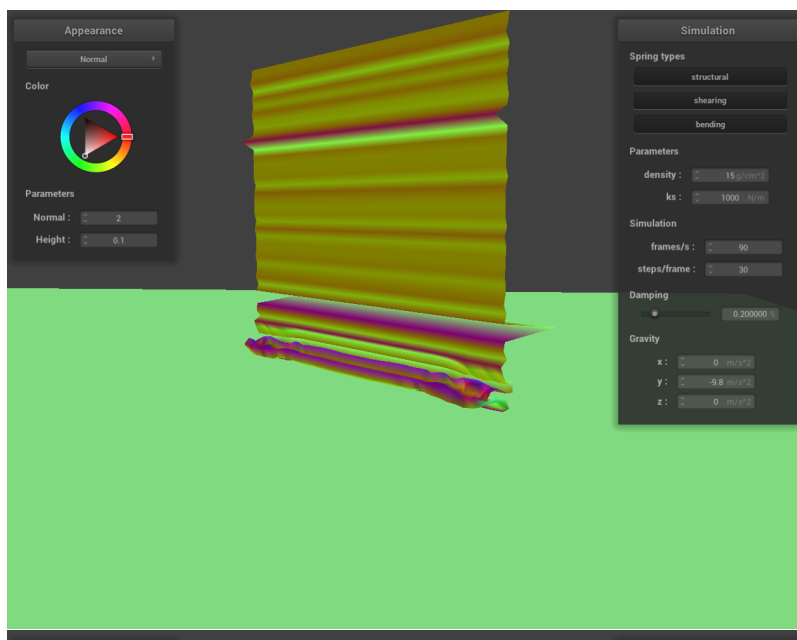 Appearance
Normal
Color
Parameters
Normal : 2
Height : 0.1
Simulation
Spring types
structural
shearing
bending
Parameters
density : 15 g/cm^2
ks : 1000 N/m
Simulation
frames/s : 90
steps/frame : 30
Damping
0.200000 %
Gravity
x : 0 m/s^2
y : -9.8 m/s^2
z : 0 m/s^2